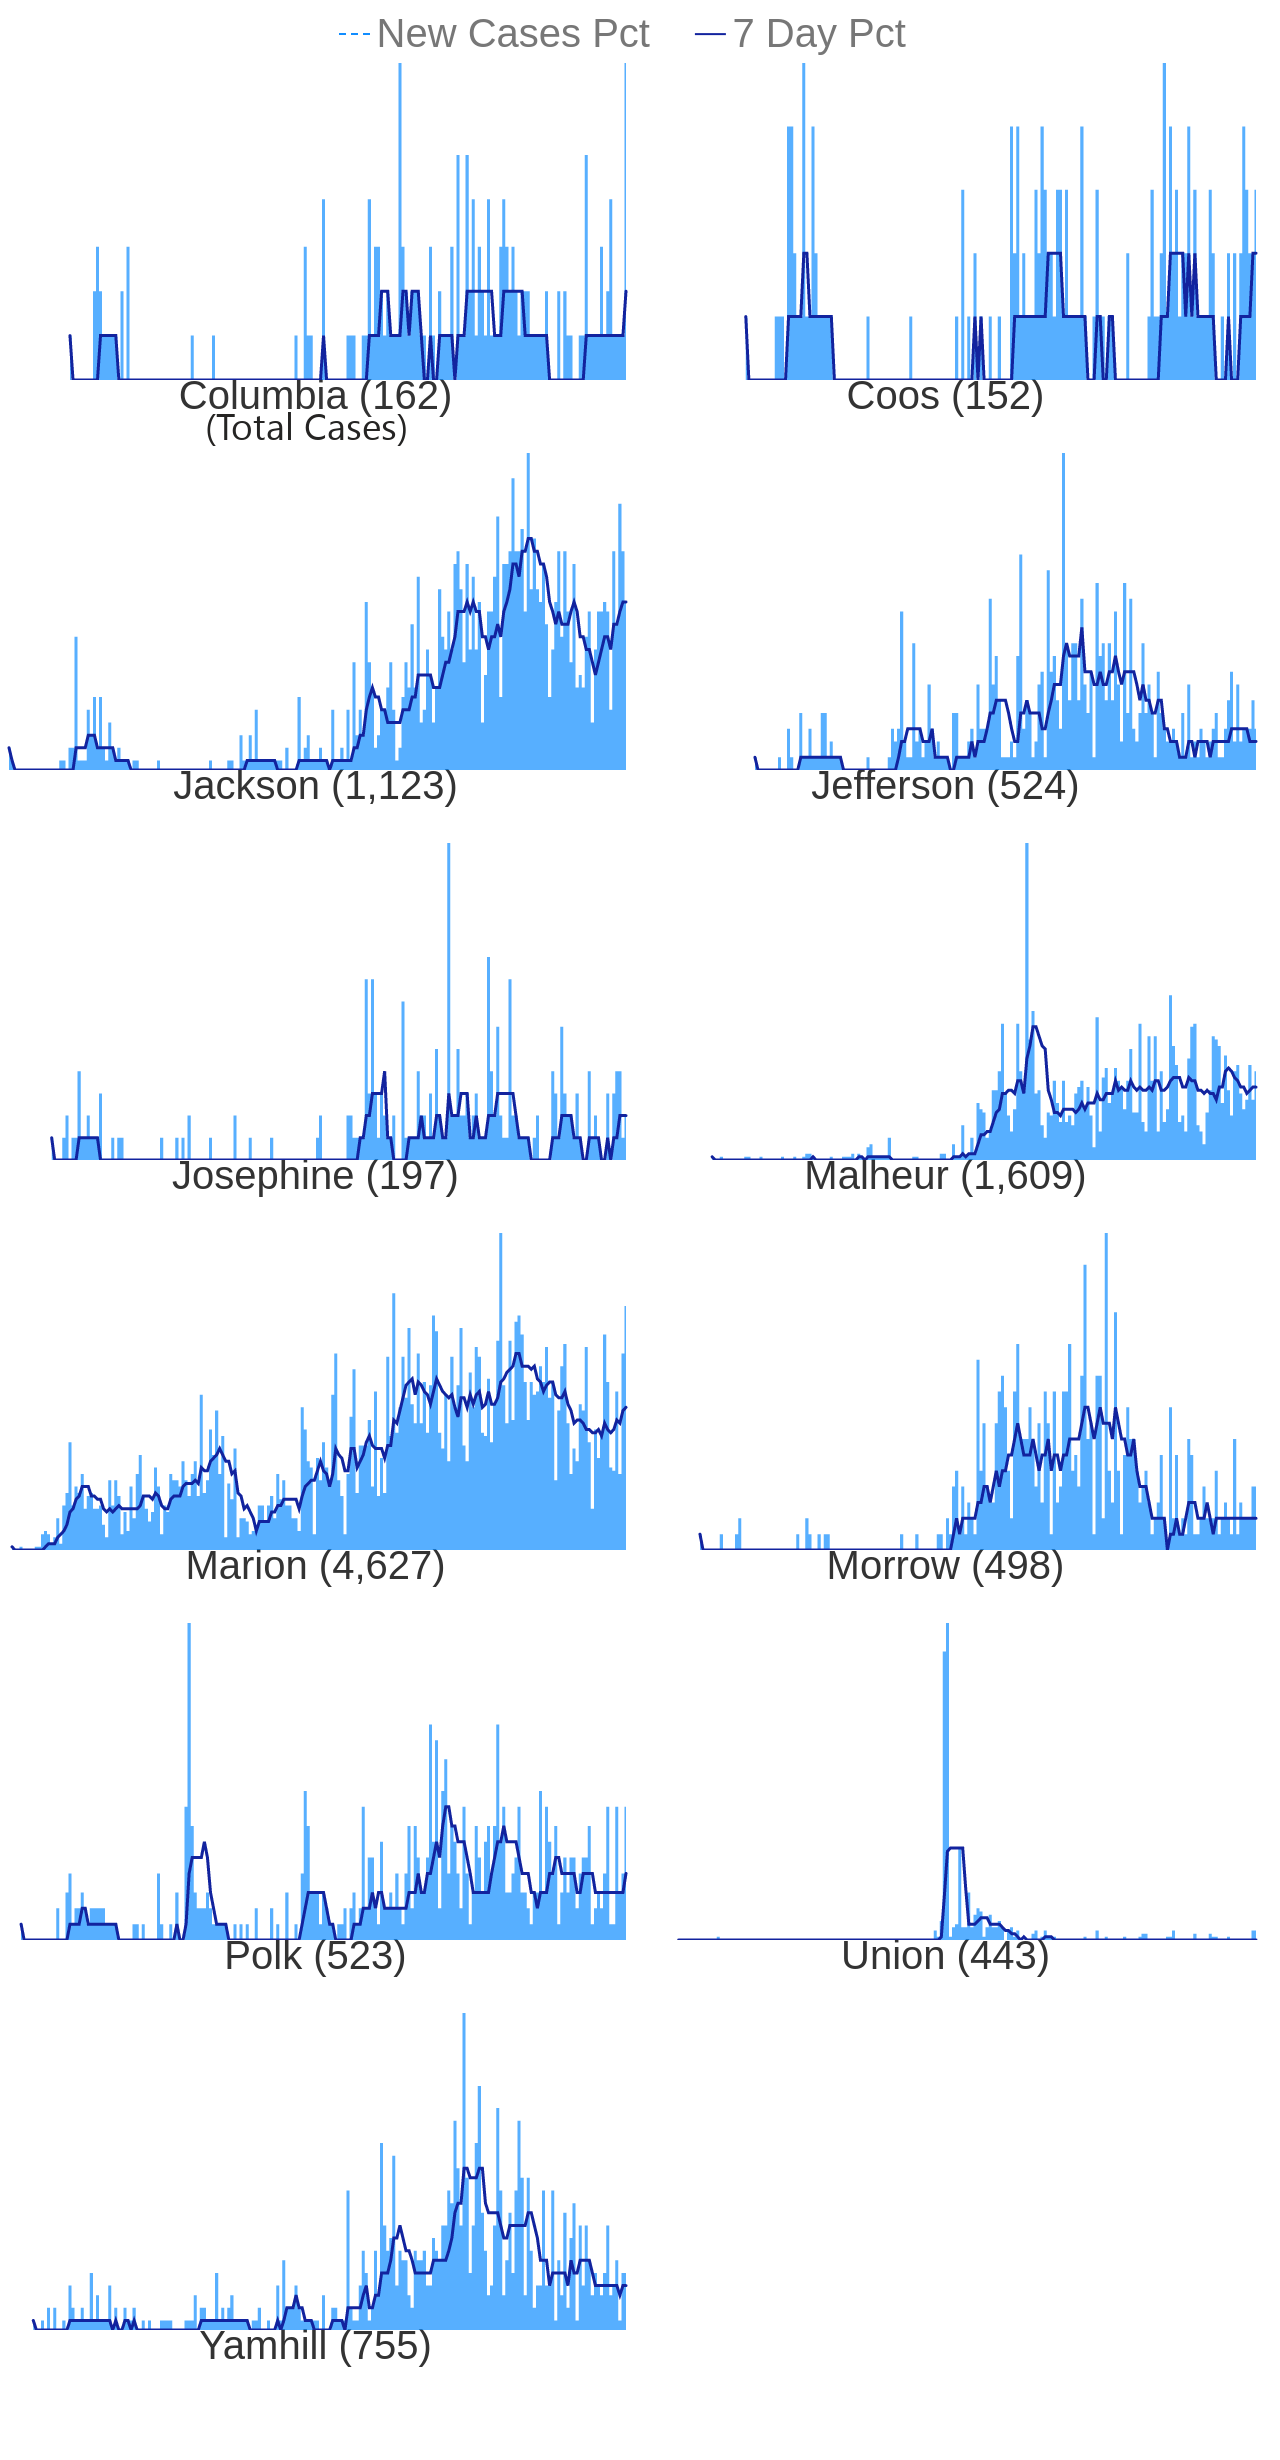 New Cases Pct 7 Day Pct
Columbia (162) Coos (152)
(Total Cases)
Jackson (1,123) Jefferson (524)
Josephine (197) Malheur (1,609)
Marion (4,627) Morrow (498)
Polk (523) Union (443)
Yamhill (755)